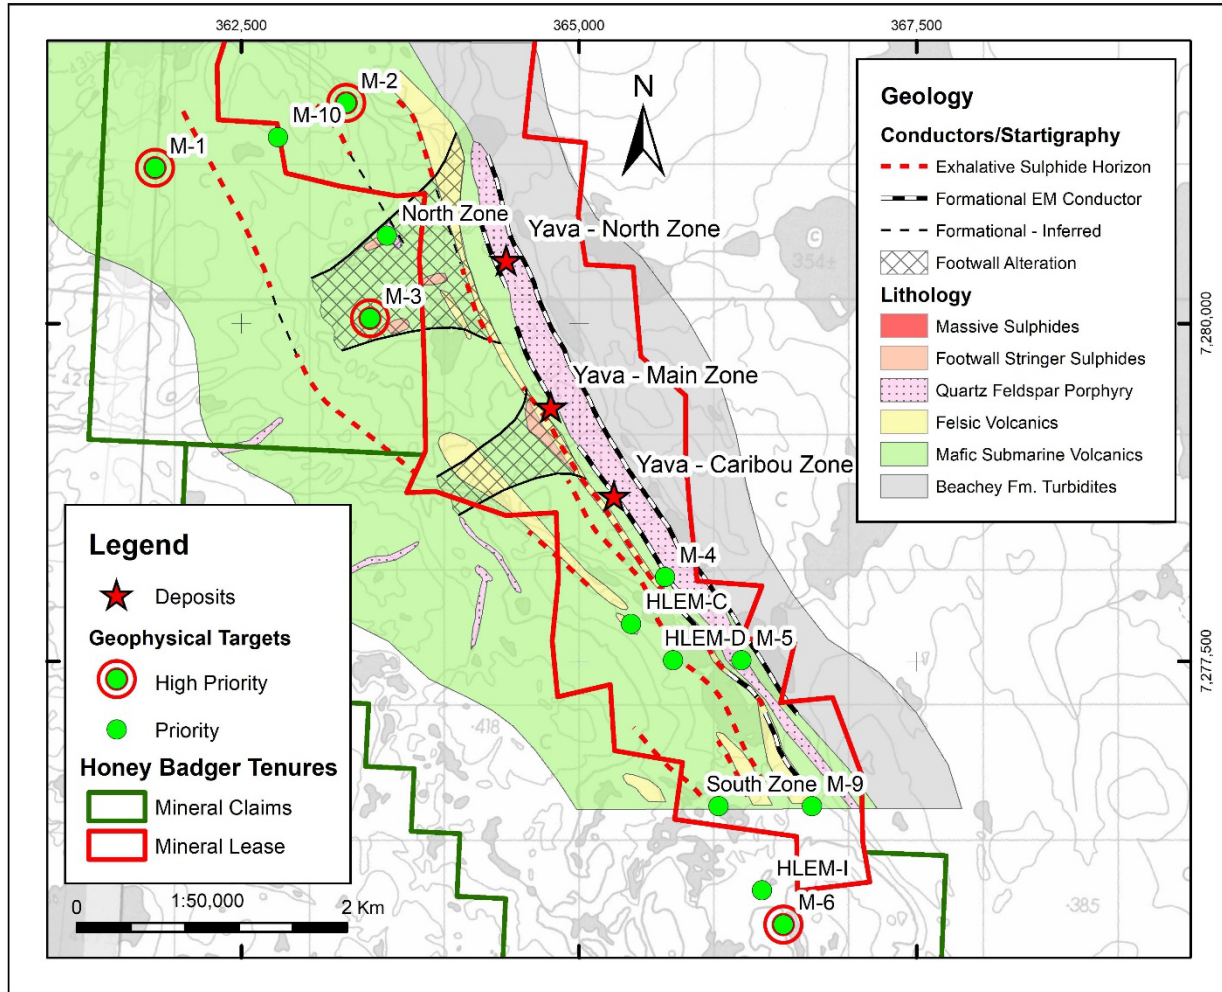 362,500
365,000
367,500
M-2
M-10
M-1
N
North Zone
Yava - North Zone
M-3
Yava - Main Zone
Yava - Caribou Zone
M-4
HLEM-C
HLEM-D
M-5
South Zone
M-9
HLEM-I
M-6
7,280,000
7,277,500
C
354±
C
-418
-385
Geology
Conductors/Startigraphy
Exhalative Sulphide Horizon
Formational EM Conductor
Formational - Inferred
Footwall Alteration
Lithology
Massive Sulphides
Footwall Stringer Sulphides
Quartz Feldspar Porphyry
Felsic Volcanics
Mafic Submarine Volcanics
Beachey Fm. Turbidites
Legend
Deposits
Geophysical Targets
High Priority
Priority
Honey Badger Tenures
Mineral Claims
Mineral Lease
1:50,000
0
2 Km